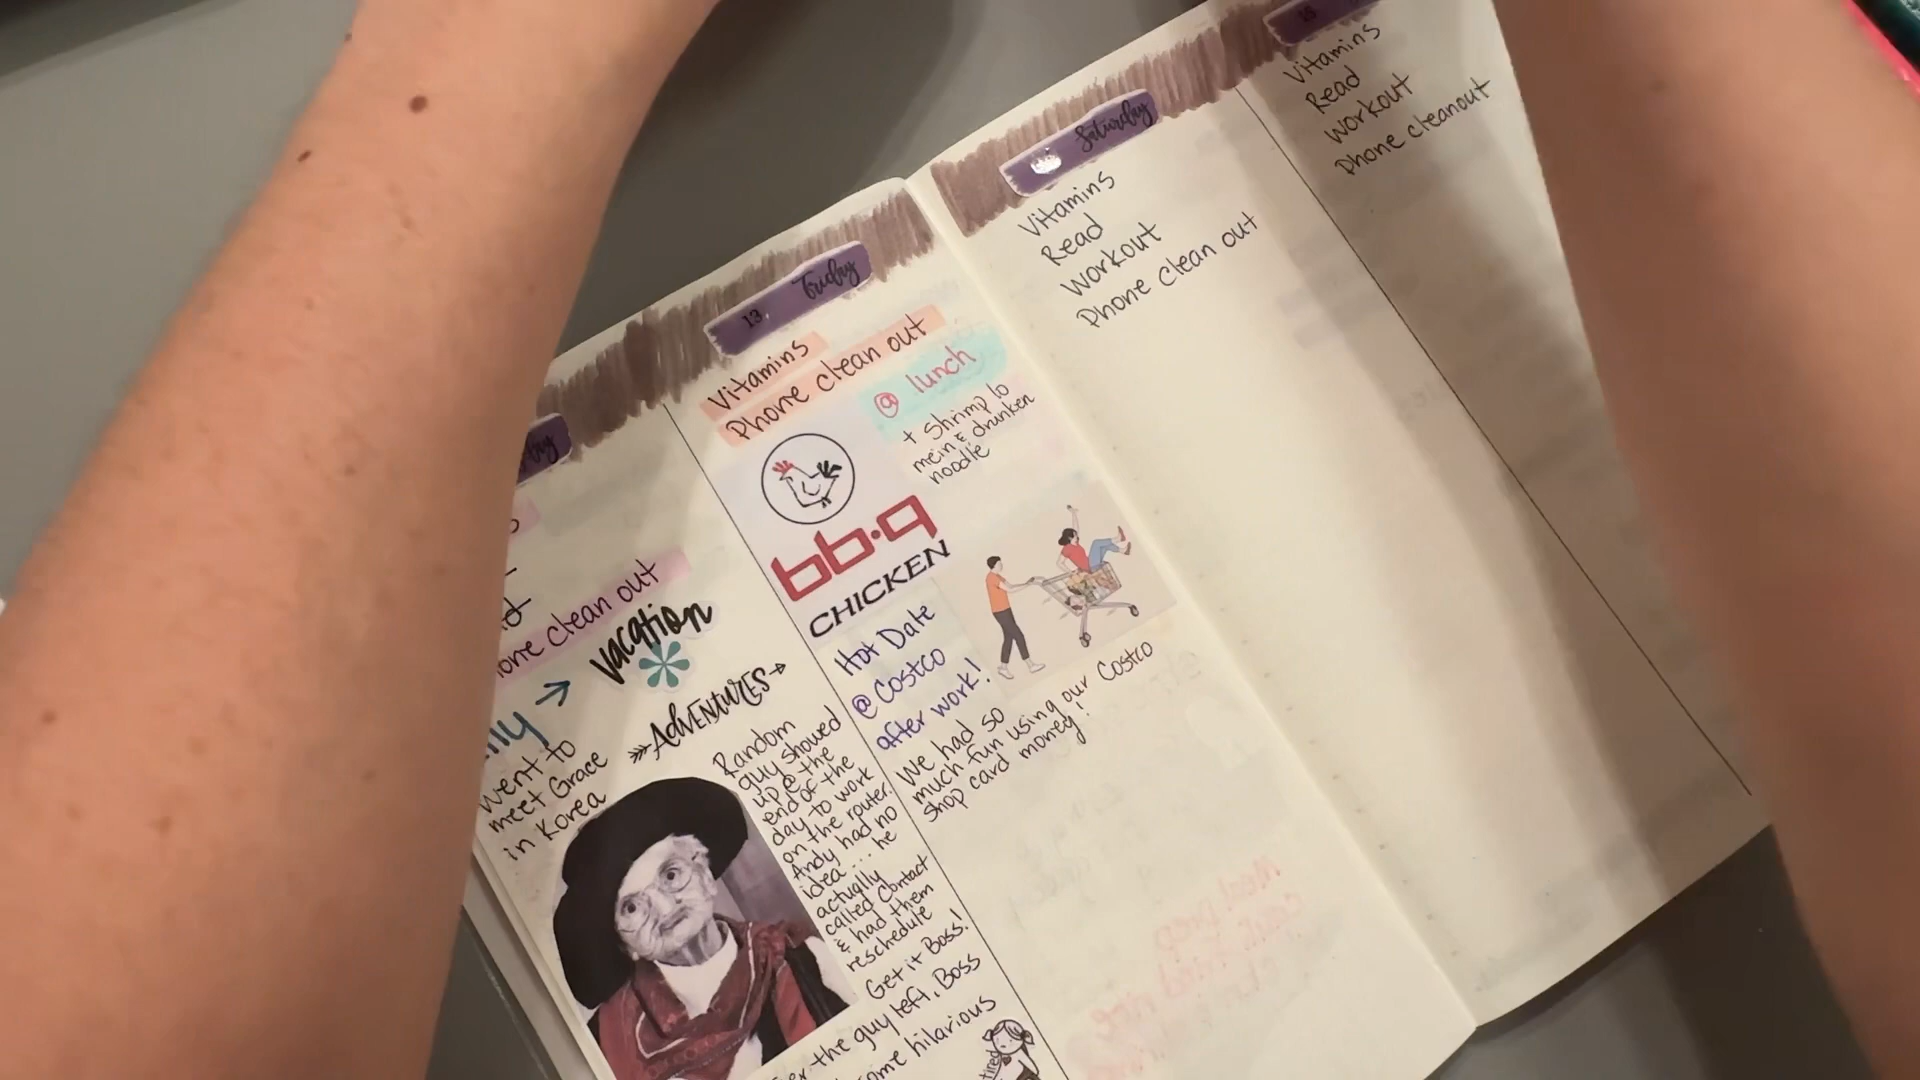 Vitamins
Read
Workout
Phone cleanout
Saturday
Vitamins
Read
Workout
Phone clean out
13
Friday
Vitamins
Phone clean out
@ lunch
+ Shrimp lo
mein & drunken
noodle
bb.q
CHICKEN
Hot Date
@ Costco
after work!
We had so
much fun using our Costco
shop card money!
clean out
vacation
ADVENTURES
went to
meet Grace
in Korea
Random
guy showed
up @ the
end of the
day to work
on the router.
Andy had no
idea... he
actually
called Contact
& had them
reschedule
Get it Boss!
the guy left, Boss
some hilarious
tired